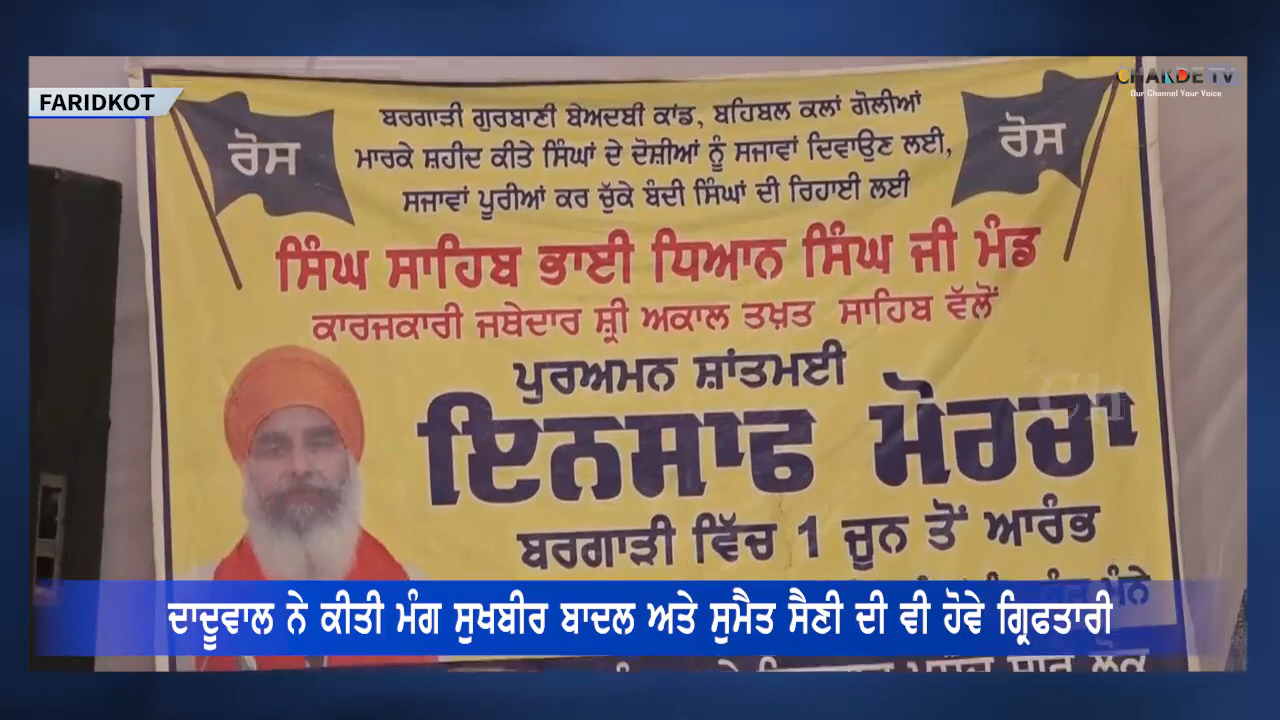 CHAKDE TV
Our Channel Your Voice
FARIDKOT
ਰੋਸ
ਰੋਸ
ਬਰਗਾੜੀ ਗੁਰਬਾਣੀ ਬੇਅਦਬੀ ਕਾਂਡ, ਬਹਿਬਲ ਕਲਾਂ ਗੋਲੀਆਂ
ਮਾਰਕੇ ਸ਼ਹੀਦ ਕੀਤੇ ਸਿੰਘਾਂ ਦੇ ਦੋਸ਼ੀਆਂ ਨੂੰ ਸਜਾਵਾਂ ਦਿਵਾਉਣ ਲਈ,
ਸਜਾਵਾਂ ਪੂਰੀਆਂ ਕਰ ਚੁੱਕੇ ਬੰਦੀ ਸਿੰਘਾਂ ਦੀ ਰਿਹਾਈ ਲਈ
ਸਿੰਘ ਸਾਹਿਬ ਭਾਈ ਧਿਆਨ ਸਿੰਘ ਜੀ ਮੰਡ
ਕਾਰਜਕਾਰੀ ਜਥੇਦਾਰ ਸ਼੍ਰੀ ਅਕਾਲ ਤਖ਼ਤ ਸਾਹਿਬ ਵੱਲੋਂ
ਪੁਰਅਮਨ ਸ਼ਾਂਤਮਈ
ਇਨਸਾਫ ਮੋਰਚਾ
ਬਰਗਾੜੀ ਵਿੱਚ 1 ਜੂਨ ਤੋਂ ਆਰੰਭ
ਦਾਦੂਵਾਲ ਨੇ ਕੀਤੀ ਮੰਗ ਸੁਖਬੀਰ ਬਾਦਲ ਅਤੇ ਸੁਮੈਤ ਸੈਣੀ ਦੀ ਵੀ ਹੋਵੇ ਗ੍ਰਿਫਤਾਰੀ